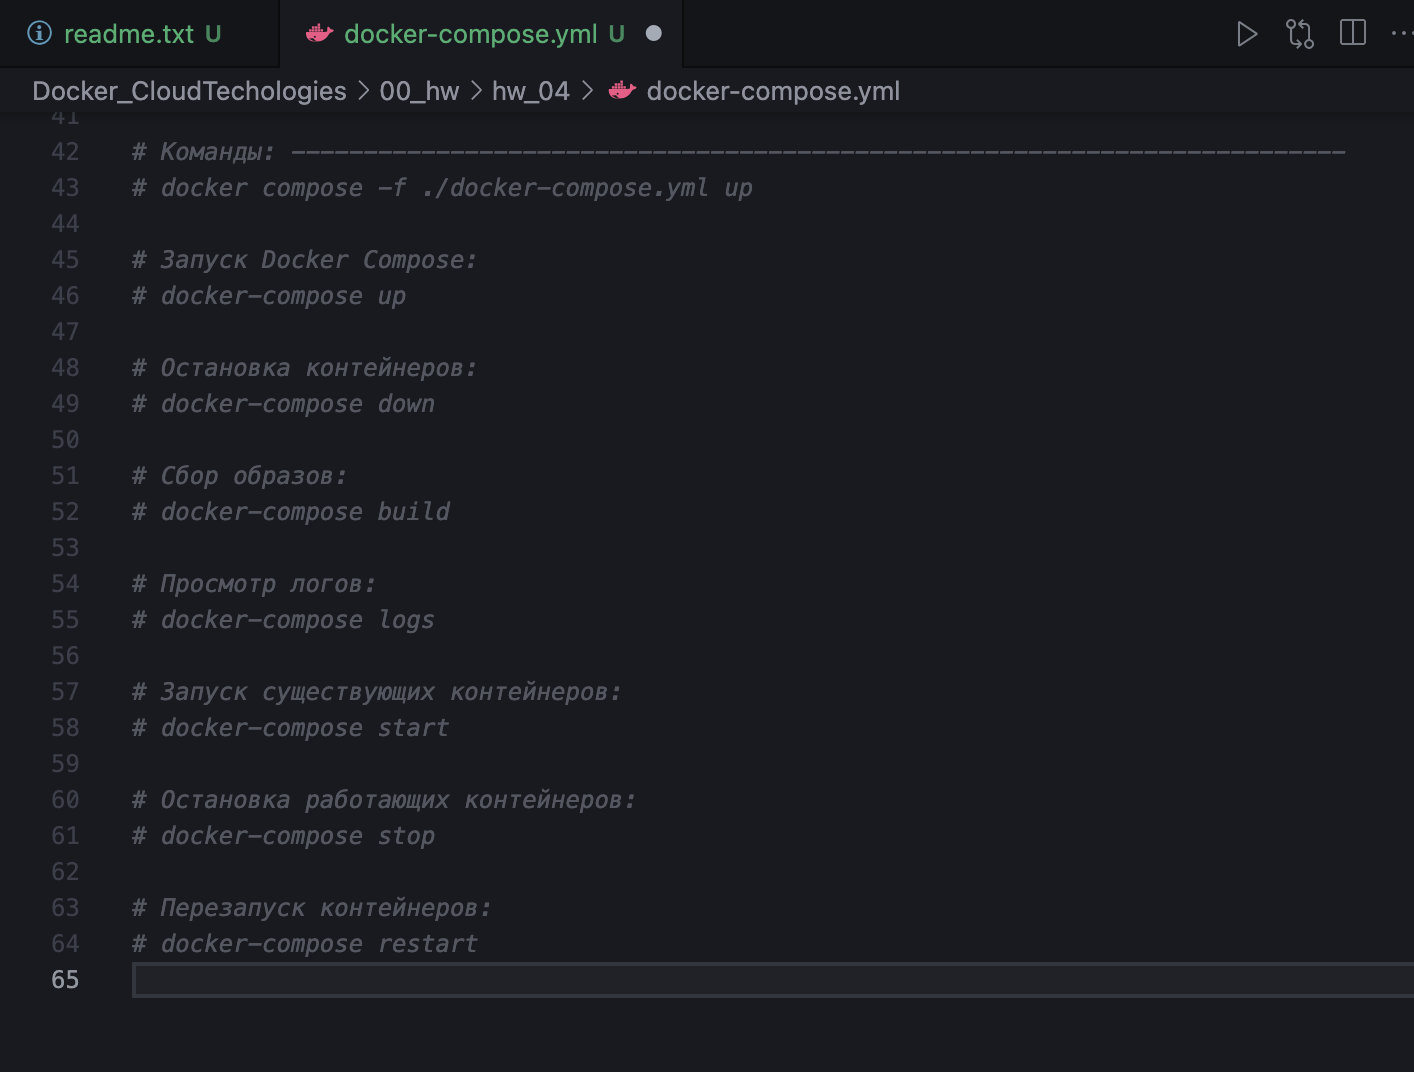 readme.txt U docker-compose.yml U
Docker_CloudTechologies > 00_hw > hw_04 > docker-compose.yml
41
42 # Команды: -------------------------------------------------------------------------
43 # docker compose -f ./docker-compose.yml up
44
45 # Запуск Docker Compose:
46 # docker-compose up
47
48 # Остановка контейнеров:
49 # docker-compose down
50
51 # Сбор образов:
52 # docker-compose build
53
54 # Просмотр логов:
55 # docker-compose logs
56
57 # Запуск существующих контейнеров:
58 # docker-compose start
59
60 # Остановка работающих контейнеров:
61 # docker-compose stop
62
63 # Перезапуск контейнеров:
64 # docker-compose restart
65